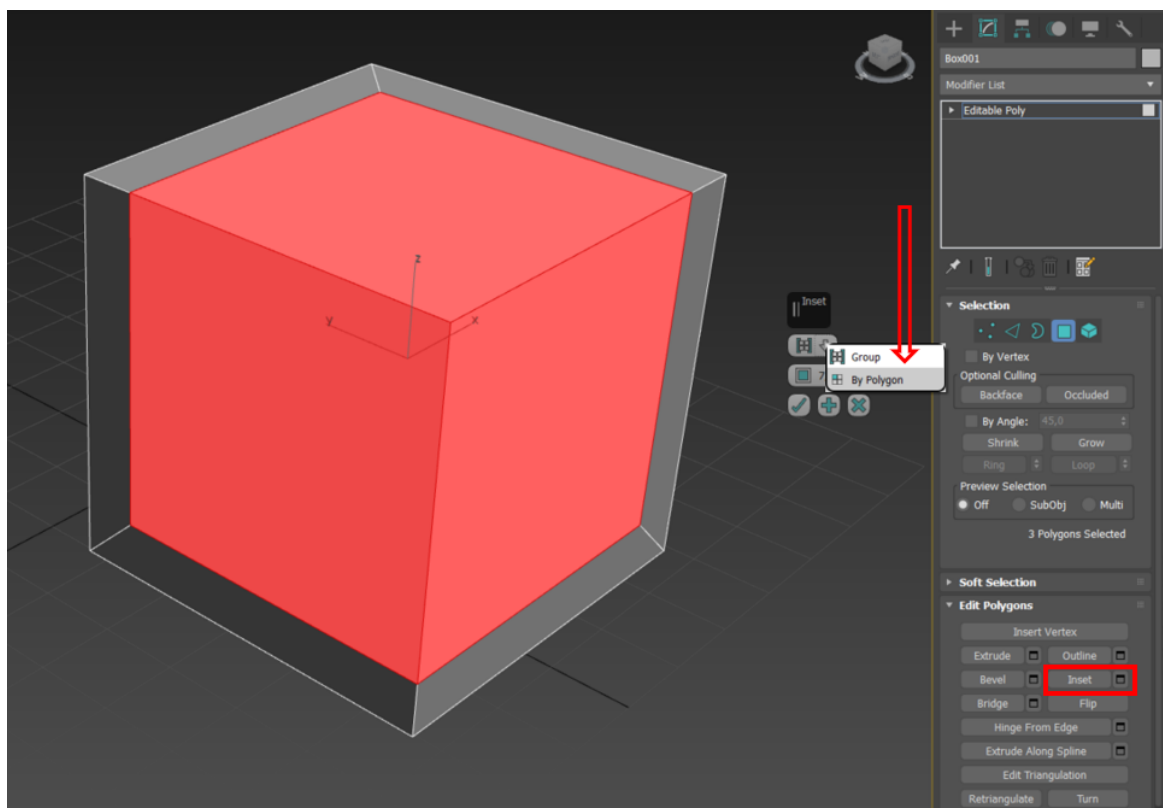 Box001
Modifier List
Editable Poly
z
y
x
Inset
Group
By Polygon
7
Selection
By Vertex
Optional Culling
Backface Occluded
By Angle: 45,0
Shrink Grow
Ring Loop
Preview Selection
Off SubObj Multi
3 Polygons Selected
Soft Selection
Edit Polygons
Insert Vertex
Extrude Outline
Bevel Inset
Bridge Flip
Hinge From Edge
Extrude Along Spline
Edit Triangulation
Retriangulate Turn